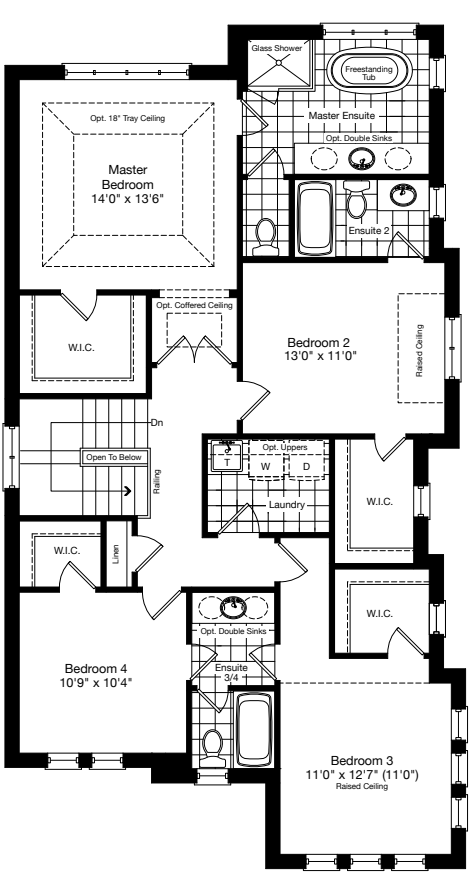 Glass Shower
Freestanding
Tub
Opt. 18" Tray Ceiling
Master Ensuite
Opt. Double Sinks
Master
Bedroom
14'0" x 13'6"
Ensuite 2
Opt. Coffered Ceiling
W.I.C.
Bedroom 2
13'0" x 11'0"
Raised Ceiling
Dn
Open To Below
Railing
Opt. Uppers
T
W
D
Laundry
W.I.C.
W.I.C.
Linen
W.I.C.
Opt. Double Sinks
Ensuite
3/4
Bedroom 4
10'9" x 10'4"
Bedroom 3
11'0" x 12'7" (11'0")
Raised Ceiling